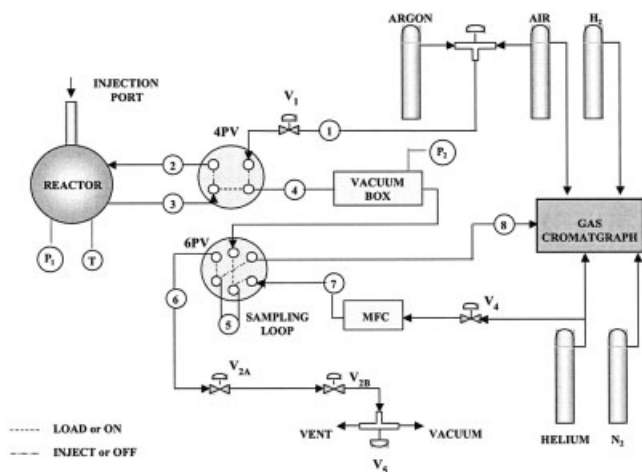 ARGON
AIR
H₂
INJECTION
PORT
V₁
1
4PV
2
P₂
REACTOR
3
4
VACUUM
BOX
8
GAS
CROMATGRAPH
P₁
T
6PV
6
7
V₄
5
SAMPLING
LOOP
MFC
V₂A
V₂B
LOAD or ON
VENT
VACUUM
INJECT or OFF
V₅
HELIUM
N₂